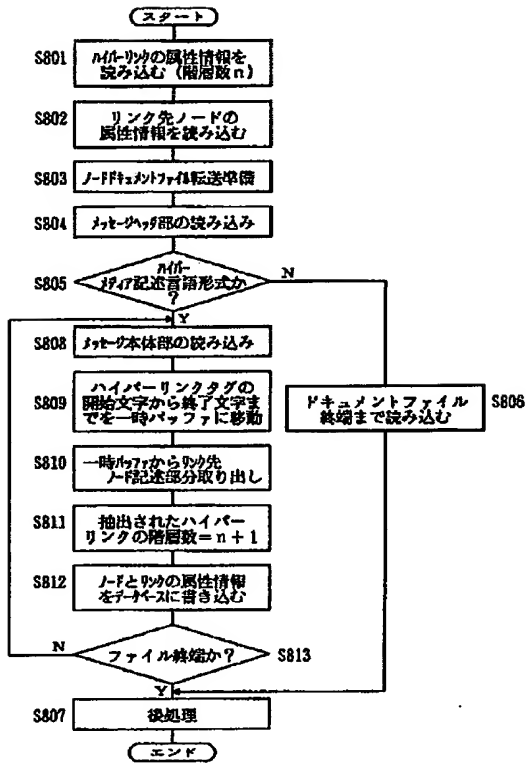 スタート
S801
ハイパーリンクの属性情報を
読み込む（階層数n）
S802
リンク先ノードの
属性情報を読み込む
S803
ノードドキュメントファイル転送準備
S804
メッセージヘッダ部の読み込み
S805
ハイパー
メディア記述言語形式か
？
N
Y
S808
メッセージ本体部の読み込み
S809
ハイパーリンクタグの
開始文字から終了文字ま
でを一時バッファに移動
ドキュメントファイル
終端まで読み込む
S806
S810
一時バッファからリンク先
ノード記述部分取り出し
S811
抽出されたハイパー
リンクの階層数＝n＋1
S812
ノードとリンクの属性情報
をデータベースに書き込む
N
ファイル終端か？
S813
Y
S807
後処理
エンド